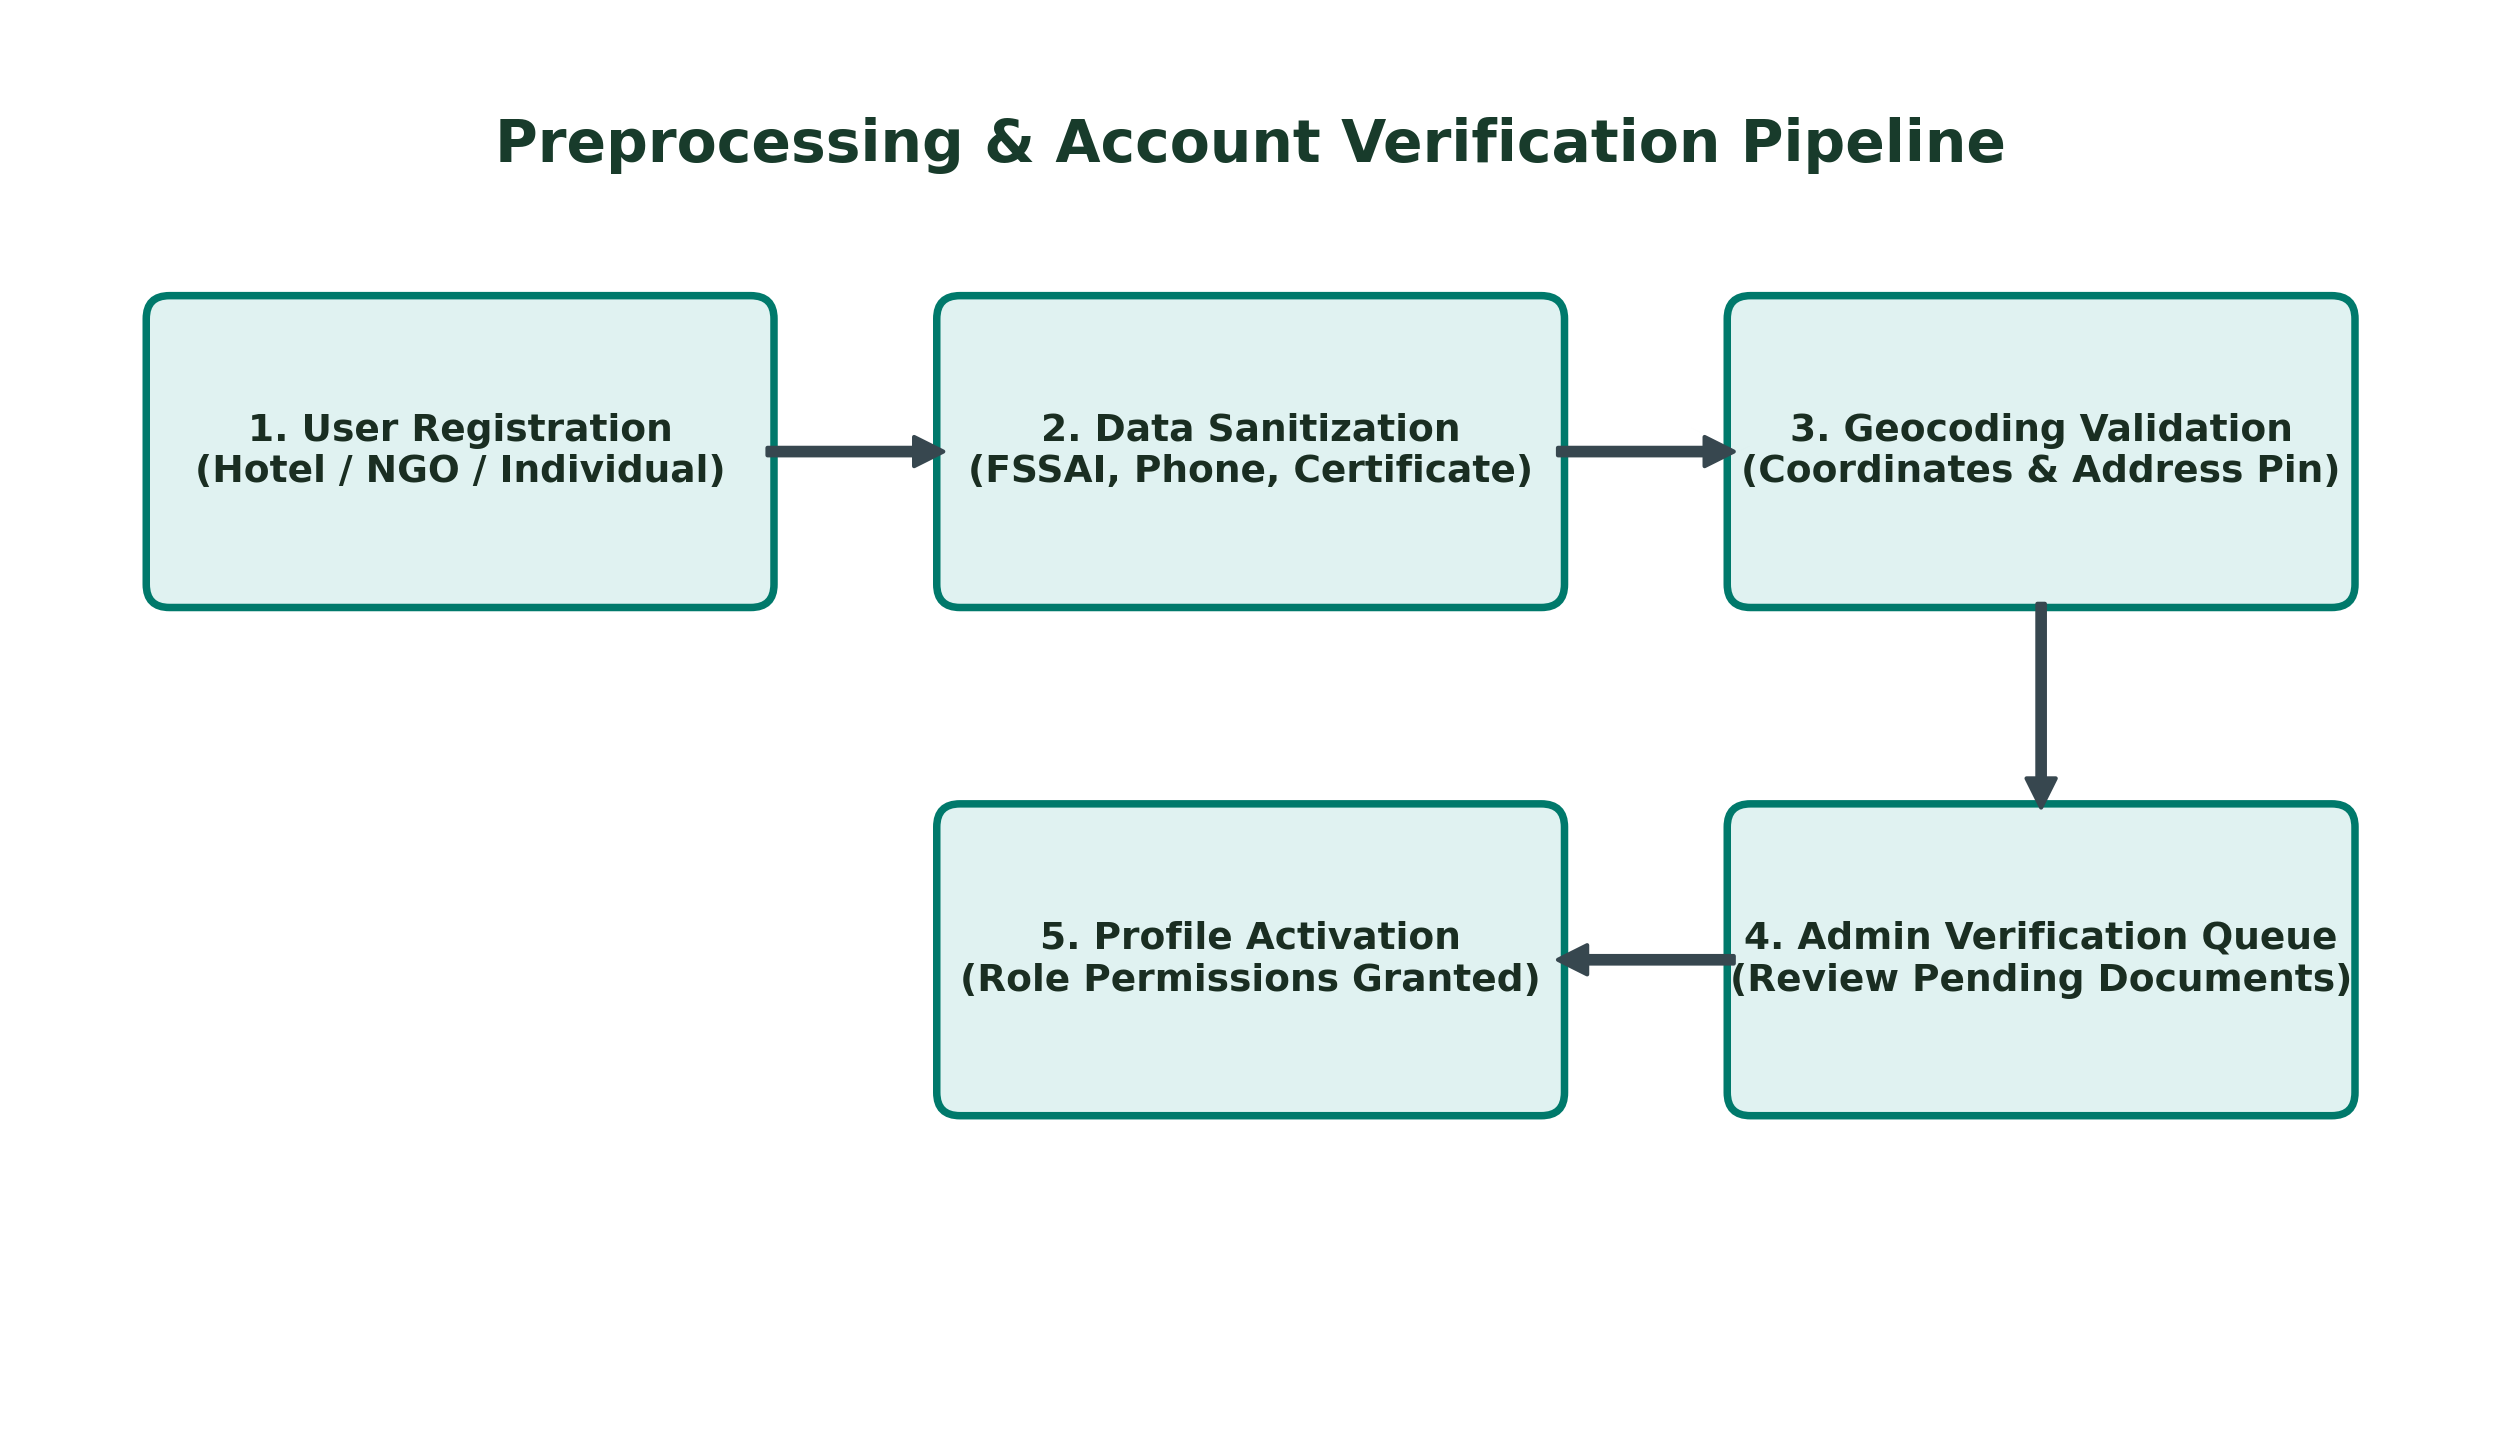 Preprocessing & Account Verification Pipeline
1. User Registration
(Hotel / NGO / Individual)
2. Data Sanitization
(FSSAI, Phone, Certificate)
3. Geocoding Validation
(Coordinates & Address Pin)
4. Admin Verification Queue
(Review Pending Documents)
5. Profile Activation
(Role Permissions Granted)